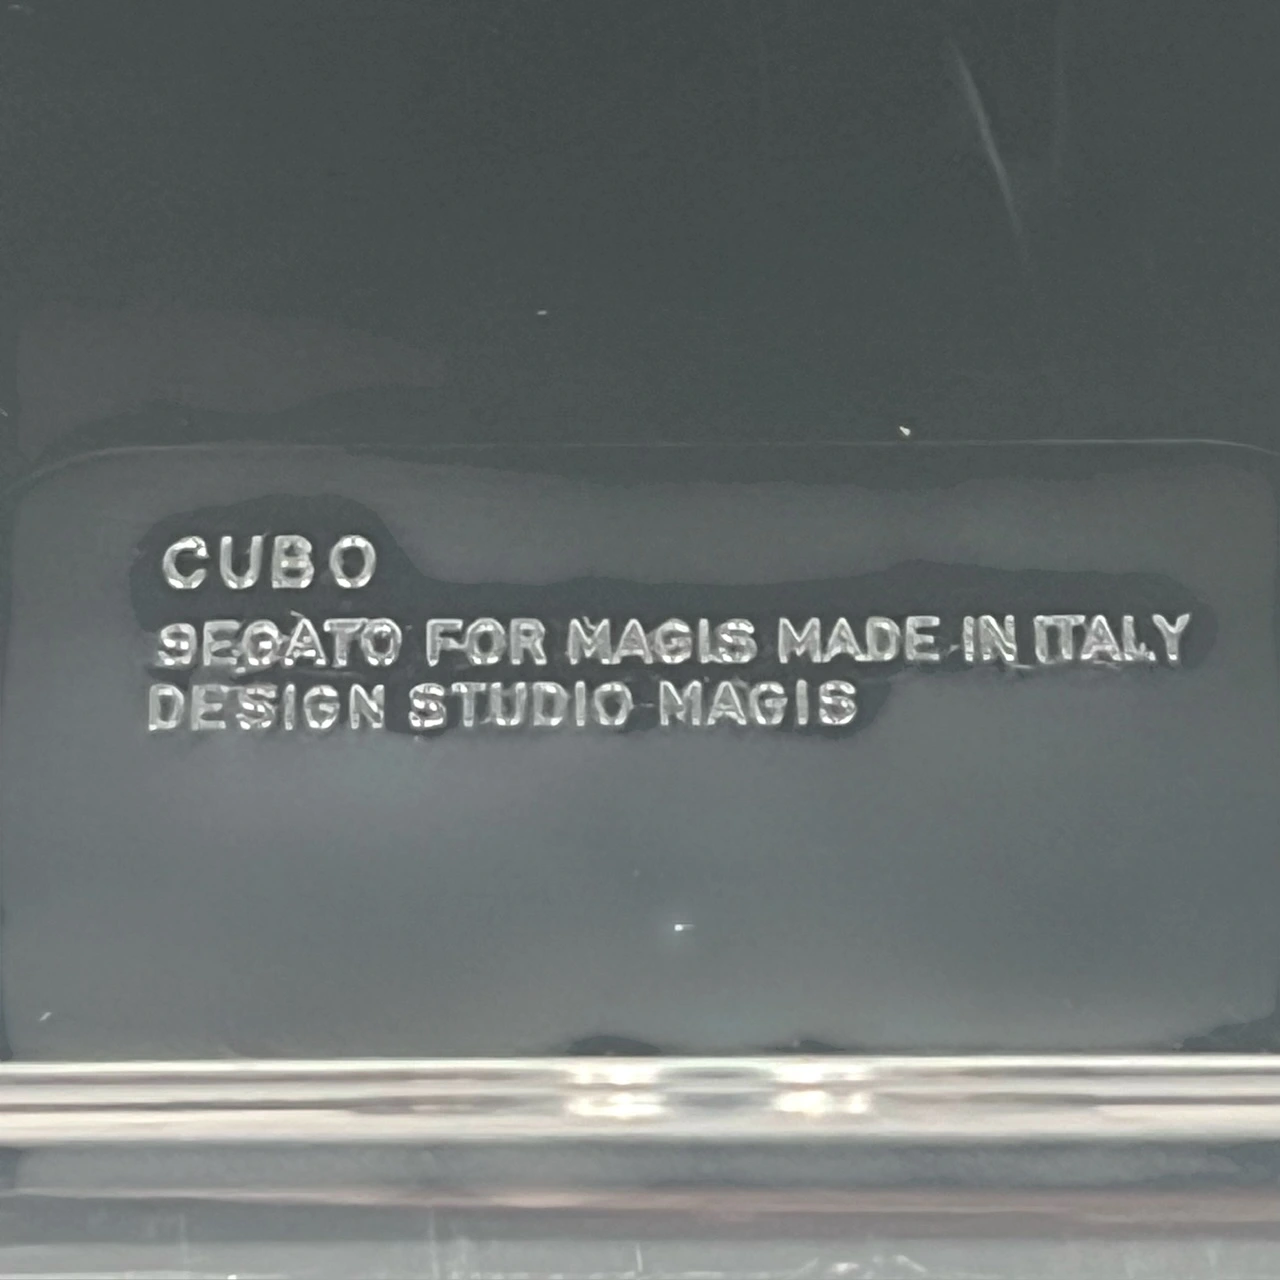 CUBO
SEGATO FOR MAGIS MADE IN ITALY
DESIGN STUDIO MAGIS